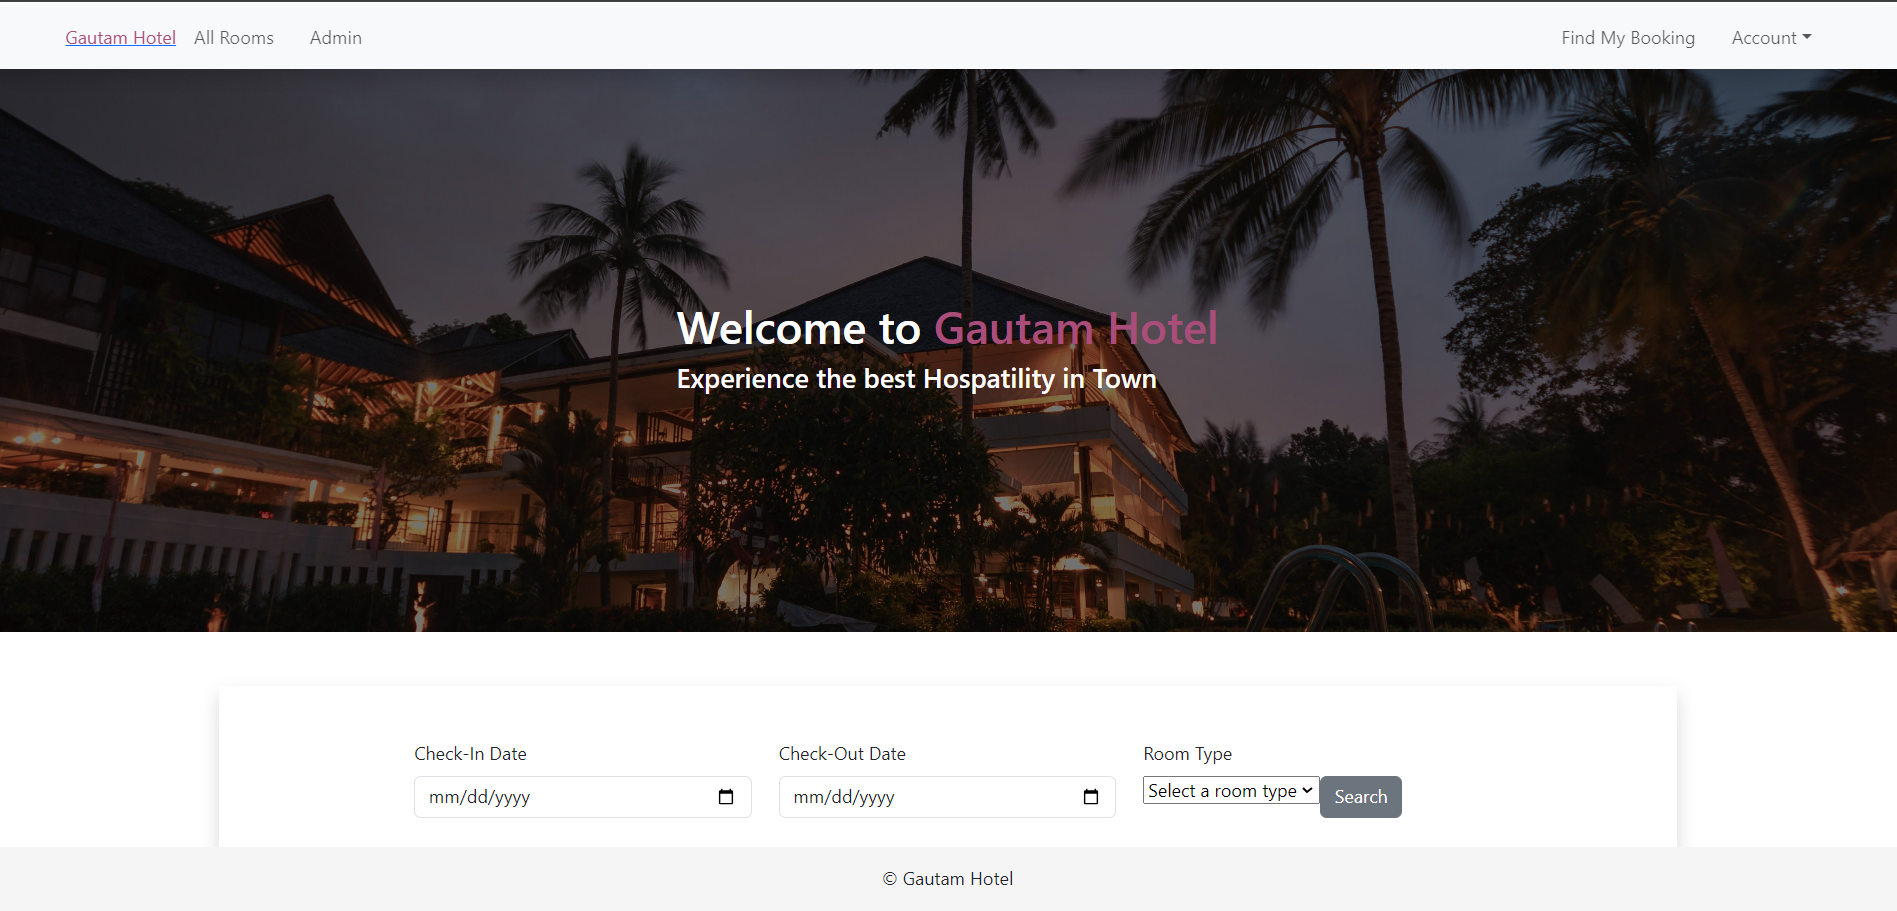 Gautam Hotel All Rooms Admin Find My Booking Account
Welcome to Gautam Hotel
Experience the best Hospatility in Town
Check-In Date Check-Out Date Room Type
mm/dd/yyyy mm/dd/yyyy Select a room type Search
© Gautam Hotel